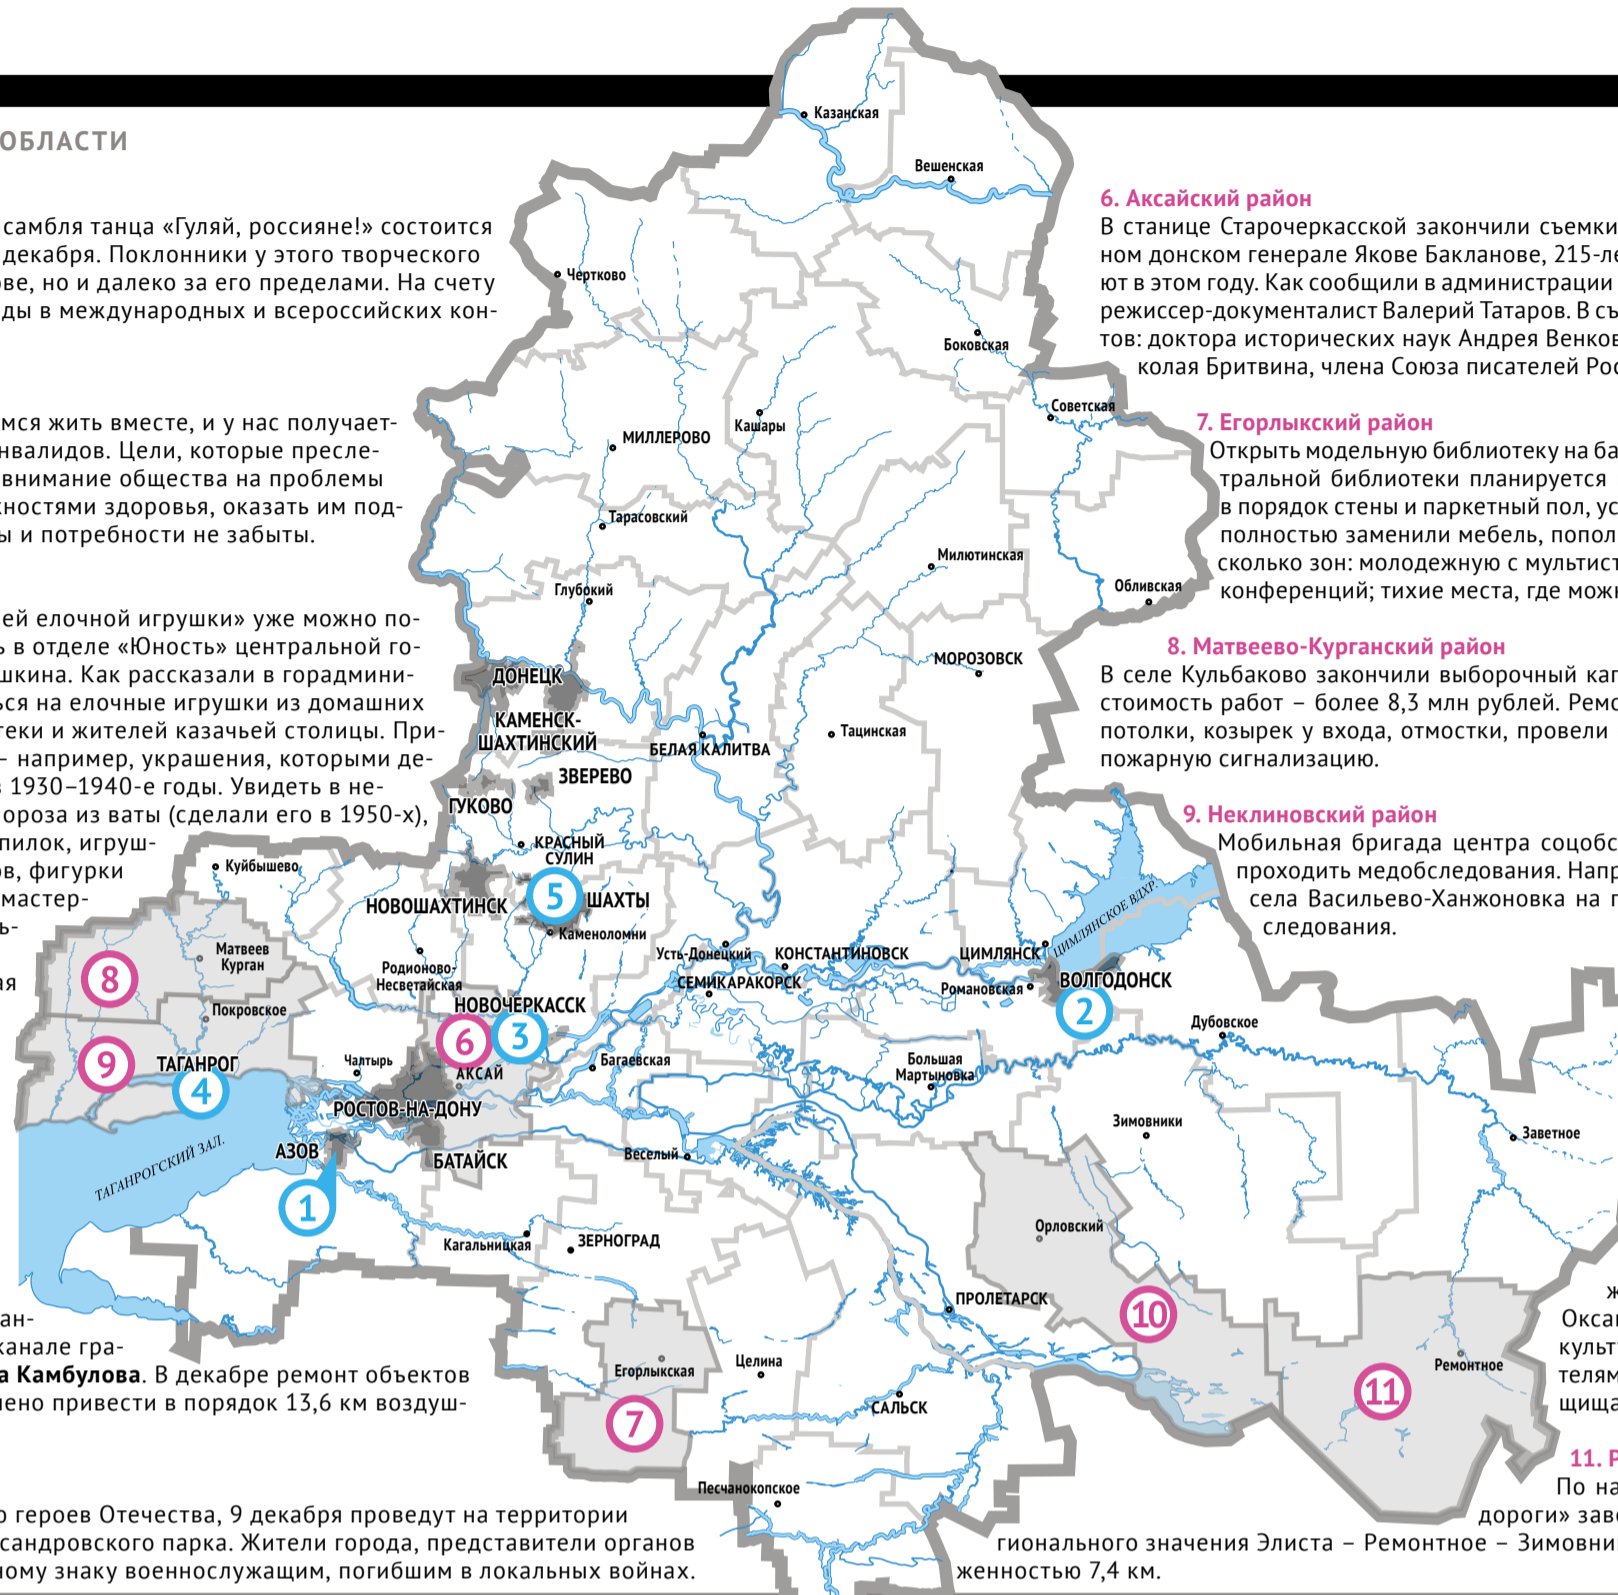 ОБЛАСТИ
самбля танца «Гуляй, россияне!» состоится
декабря. Поклонники у этого творческого
ове, но и далеко за его пределами. На счету
ды в международных и всероссийских кон-
мся жить вместе, и у нас получает-
нвалидов. Цели, которые пресле-
внимание общества на проблемы
ностями здоровья, оказать им под-
ы и потребности не забыты.
ей елочной игрушки» уже можно по-
ь в отделе «Юность» центральной го-
шкина. Как рассказали в горадмини-
ься на елочные игрушки из домашних
теки и жителей казачьей столицы. При-
– например, украшения, которыми де-
в 1930–1940-е годы. Увидеть в не-
ороза из ваты (сделали его в 1950-х),
пилок, игруш-
ов, фигурки
мастер-
ь-
ая
ан-
канале гра-
а Камбулова. В декабре ремонт объектов
лено привести в порядок 13,6 км воздуш-
о героев Отечества, 9 декабря проведут на территории
сандровского парка. Жители города, представители органов
ному знаку военнослужащим, погибшим в локальных войнах.
Казанская
Вешенская
Чертково
Боковская
Советская
Кашары
МИЛЛЕРОВО
Тарасовский
Милютинская
Глубокий
Обливская
МОРОЗОВСК
ДОНЕЦК
КАМЕНСК-
ШАХТИНСКИЙ
БЕЛАЯ КАЛИТВА
Тацинская
ЗВЕРЕВО
ГУКОВО
КРАСНЫЙ
СУЛИН
Куйбышево
5
НОВОШАХТИНСК
ШАХТЫ
Каменоломни
ЦИМЛЯНСКОЕ ВДХР.
Матвеев
Курган
8
Родионово-
Несветайская
Усть-Донецкий
КОНСТАНТИНОВСК
ЦИМЛЯНСК
СЕМИКАРАКОРСК
Романовская
ВОЛГОДОНСК
2
Покровское
НОВОЧЕРКАССК
6
3
Дубовское
9
ТАГАНРОГ
4
Чалтырь
АКСАЙ
Багаевская
Большая
Мартыновка
РОСТОВ-НА-ДОНУ
Зимовники
Заветное
АЗОВ
БАТАЙСК
Веселый
ТАГАНРОГСКИЙ ЗАЛ.
1
Орловский
Кагальницкая
ЗЕРНОГРАД
ПРОЛЕТАРСК
10
Егорлыкская
Целина
Ремонтное
11
САЛЬСК
7
Песчанокопское
6. Аксайский район
В станице Старочеркасской закончили съемки
ном донском генерале Якове Бакланове, 215-ле
ют в этом году. Как сообщили в администрации
режиссер-документалист Валерий Татаров. В съ
тов: доктора исторических наук Андрея Венков
колая Бритвина, члена Союза писателей Рос
7. Егорлыкский район
Открыть модельную библиотеку на ба
тральной библиотеки планируется
в порядок стены и паркетный пол, ус
полностью заменили мебель, попол
сколько зон: молодежную с мультист
конференций; тихие места, где можн
8. Матвеево-Курганский район
В селе Кульбаково закончили выборочный кап
стоимость работ – более 8,3 млн рублей. Ремо
потолки, козырек у входа, отмостки, провели
пожарную сигнализацию.
9. Неклиновский район
Мобильная бригада центра соцобс
проходить медобследования. Напр
села Васильево-Ханжоновка на п
следования.
ж
Окса
культ
телям
щища
11. Р
По на
дороги» заве
гионального значения Элиста – Ремонтное – Зимовни
женностью 7,4 км.